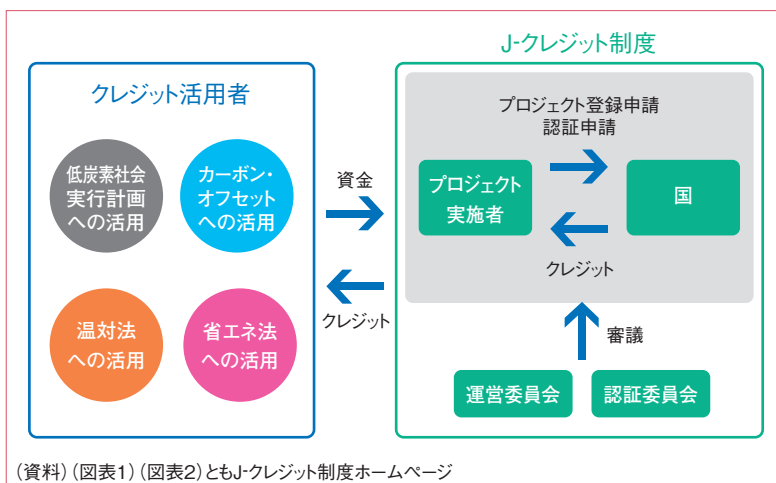 J-クレジット制度
クレジット活用者
低炭素社会
実行計画
への活用
カーボン・
オフセット
への活用
温対法
への活用
省エネ法
への活用
資金
クレジット
プロジェクト登録申請
認証申請
プロジェクト
実施者
国
クレジット
審議
運営委員会
認証委員会
(資料)(図表1)(図表2)ともJ-クレジット制度ホームページ